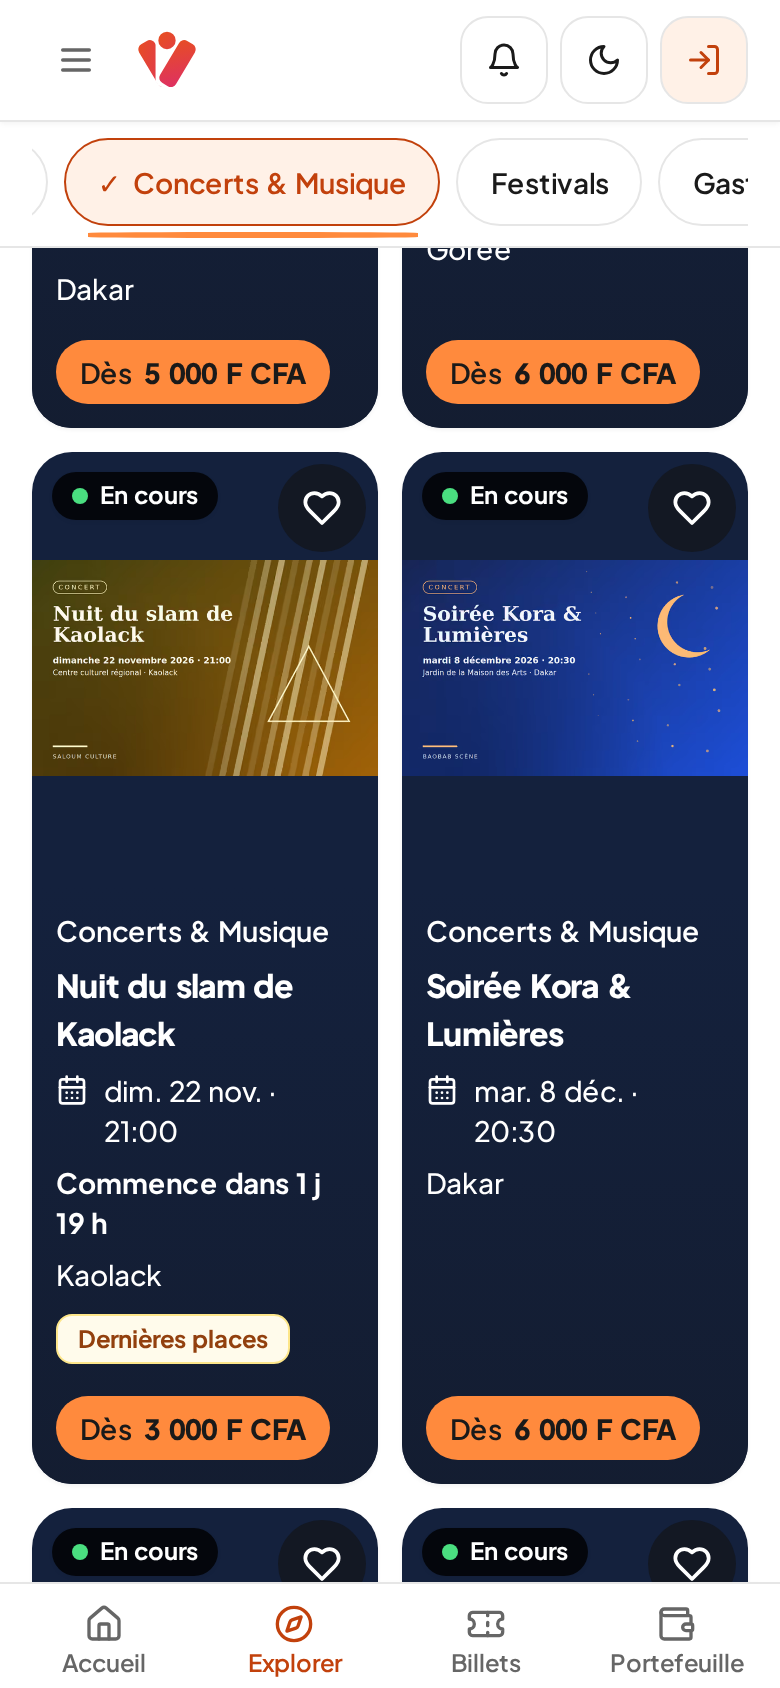 ✓ Concerts & Musique
Festivals
Gorée
Dakar
Dès 5 000 F CFA
Dès 6 000 F CFA
En cours
CONCERT
Nuit du slam de
Kaolack
dimanche 22 novembre 2026 · 21:00
Centre culturel régional · Kaolack
SALOUM CULTURE
Concerts & Musique
Nuit du slam de
Kaolack
dim. 22 nov. ·
21:00
Commence dans 1 j
19 h
Kaolack
Dernières places
Dès 3 000 F CFA
En cours
CONCERT
Soirée Kora &
Lumières
mardi 8 décembre 2026 · 20:30
Jardin de la Maison des Arts · Dakar
BAOBAB SCÈNE
Concerts & Musique
Soirée Kora &
Lumières
mar. 8 déc. ·
20:30
Dakar
Dès 6 000 F CFA
En cours
En cours
Accueil
Explorer
Billets
Portefeuille